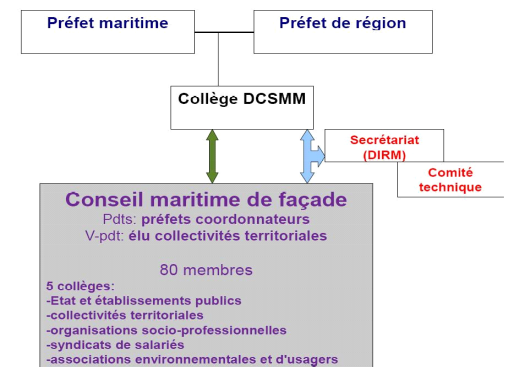 Préfet maritime
Préfet de région
Collège DCSMM
Secrétariat
(DIRM)
Comité
technique
Conseil maritime de façade
Pdts: préfets coordonnateurs
V-pdt: élu collectivités territoriales
80 membres
5 collèges:
-Etat et établissements publics
-collectivités territoriales
-organisations socio-professionnelles
-syndicats de salariés
-associations environnementales et d'usagers